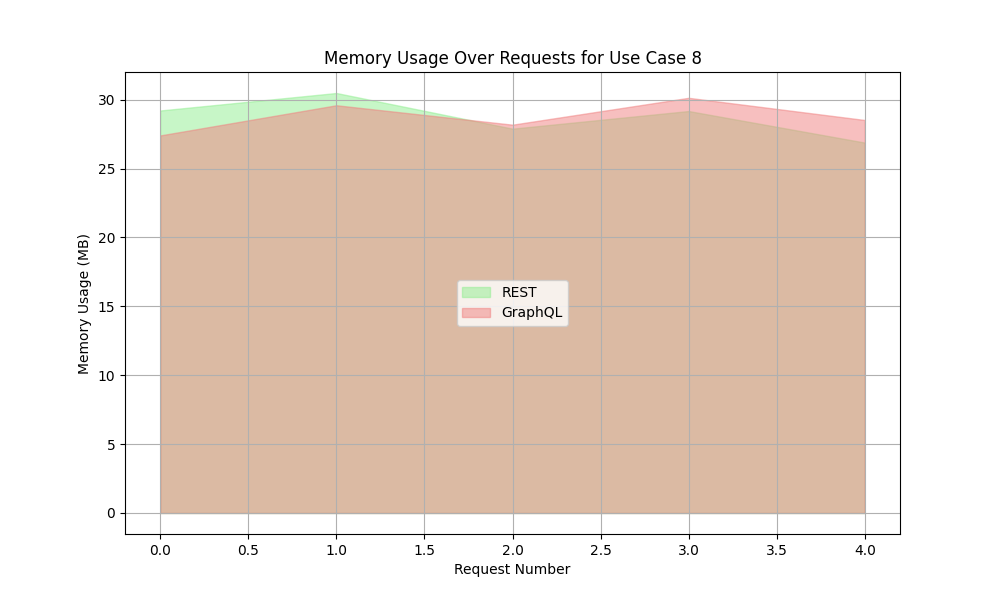 Memory Usage Over Requests for Use Case 8
Memory Usage (MB)
30
25
20
15
10
5
0
REST
GraphQL
0.0 0.5 1.0 1.5 2.0 2.5 3.0 3.5 4.0
Request Number